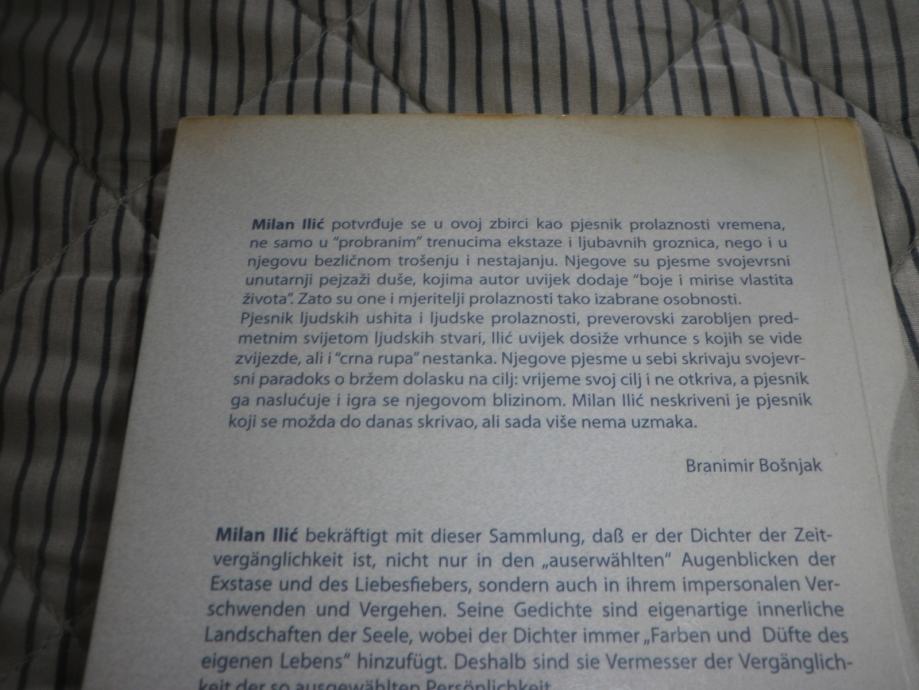 Milan Ilić potvrđuje se u ovoj zbirci kao pjesnik prolaznosti vremena,
ne samo u "probranim" trenucima ekstaze i ljubavnih groznica, nego i u
njegovu bezličnom trošenju i nestajanju. Njegove su pjesme svojevrsni
unutarnji pejzaži duše, kojima autor uvijek dodaje "boje i mirise vlastita
života". Zato su one i mjeritelji prolaznosti tako izabrane osobnosti.
Pjesnik ljudskih ushita i ljudske prolaznosti, preverovski zarobljen pred-
metnim svijetom ljudskih stvari, Ilić uvijek dosiže vrhunce s kojih se vide
zvijezde, ali i "crna rupa" nestanka. Njegove pjesme u sebi skrivaju svojevr-
sni paradoks o bržem dolasku na cilj: vrijeme svoj cilj i ne otkriva, a pjesnik
ga naslućuje i igra se njegovom blizinom. Milan Ilić neskriveni je pjesnik
koji se možda do danas skrivao, ali sada više nema uzmaka.
Branimir Bošnjak
Milan Ilić bekräftigt mit dieser Sammlung, daß er der Dichter der Zeit-
vergänglichkeit ist, nicht nur in den „auserwählten" Augenblicken der
Exstase und des Liebesfiebers, sondern auch in ihrem impersonalen Ver-
schwenden und Vergehen. Seine Gedichte sind eigenartige innerliche
Landschaften der Seele, wobei der Dichter immer „Farben und Düfte des
eigenen Lebens" hinzufügt. Deshalb sind sie Vermesser der Vergänglich-
keit der so ausgewählten Persönlichkeit.